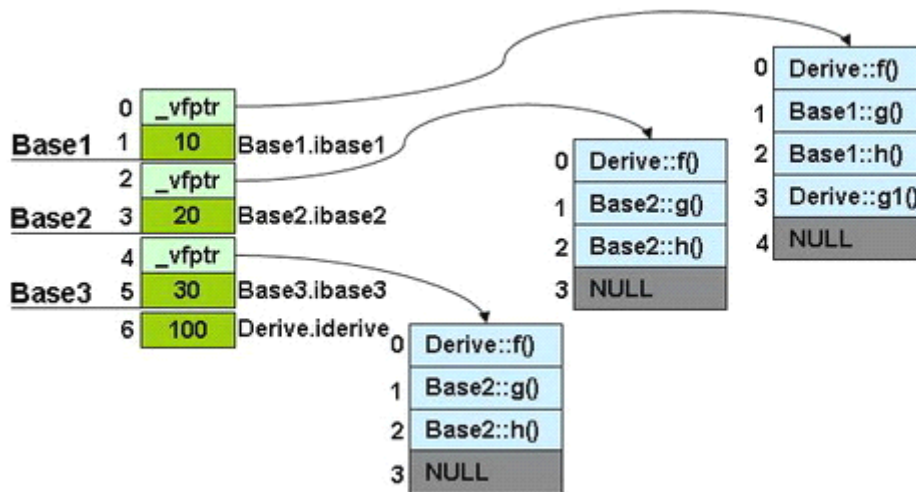 0 _vfptr
Base1 1 10 Base1.ibase1
2 _vfptr
Base2 3 20 Base2.ibase2
4 _vfptr
Base3 5 30 Base3.ibase3
6 100 Derive.iderive
0 Derive::f()
1 Base1::g()
2 Base1::h()
3 Derive::g1()
4 NULL
0 Derive::f()
1 Base2::g()
2 Base2::h()
3 NULL
0 Derive::f()
1 Base2::g()
2 Base2::h()
3 NULL